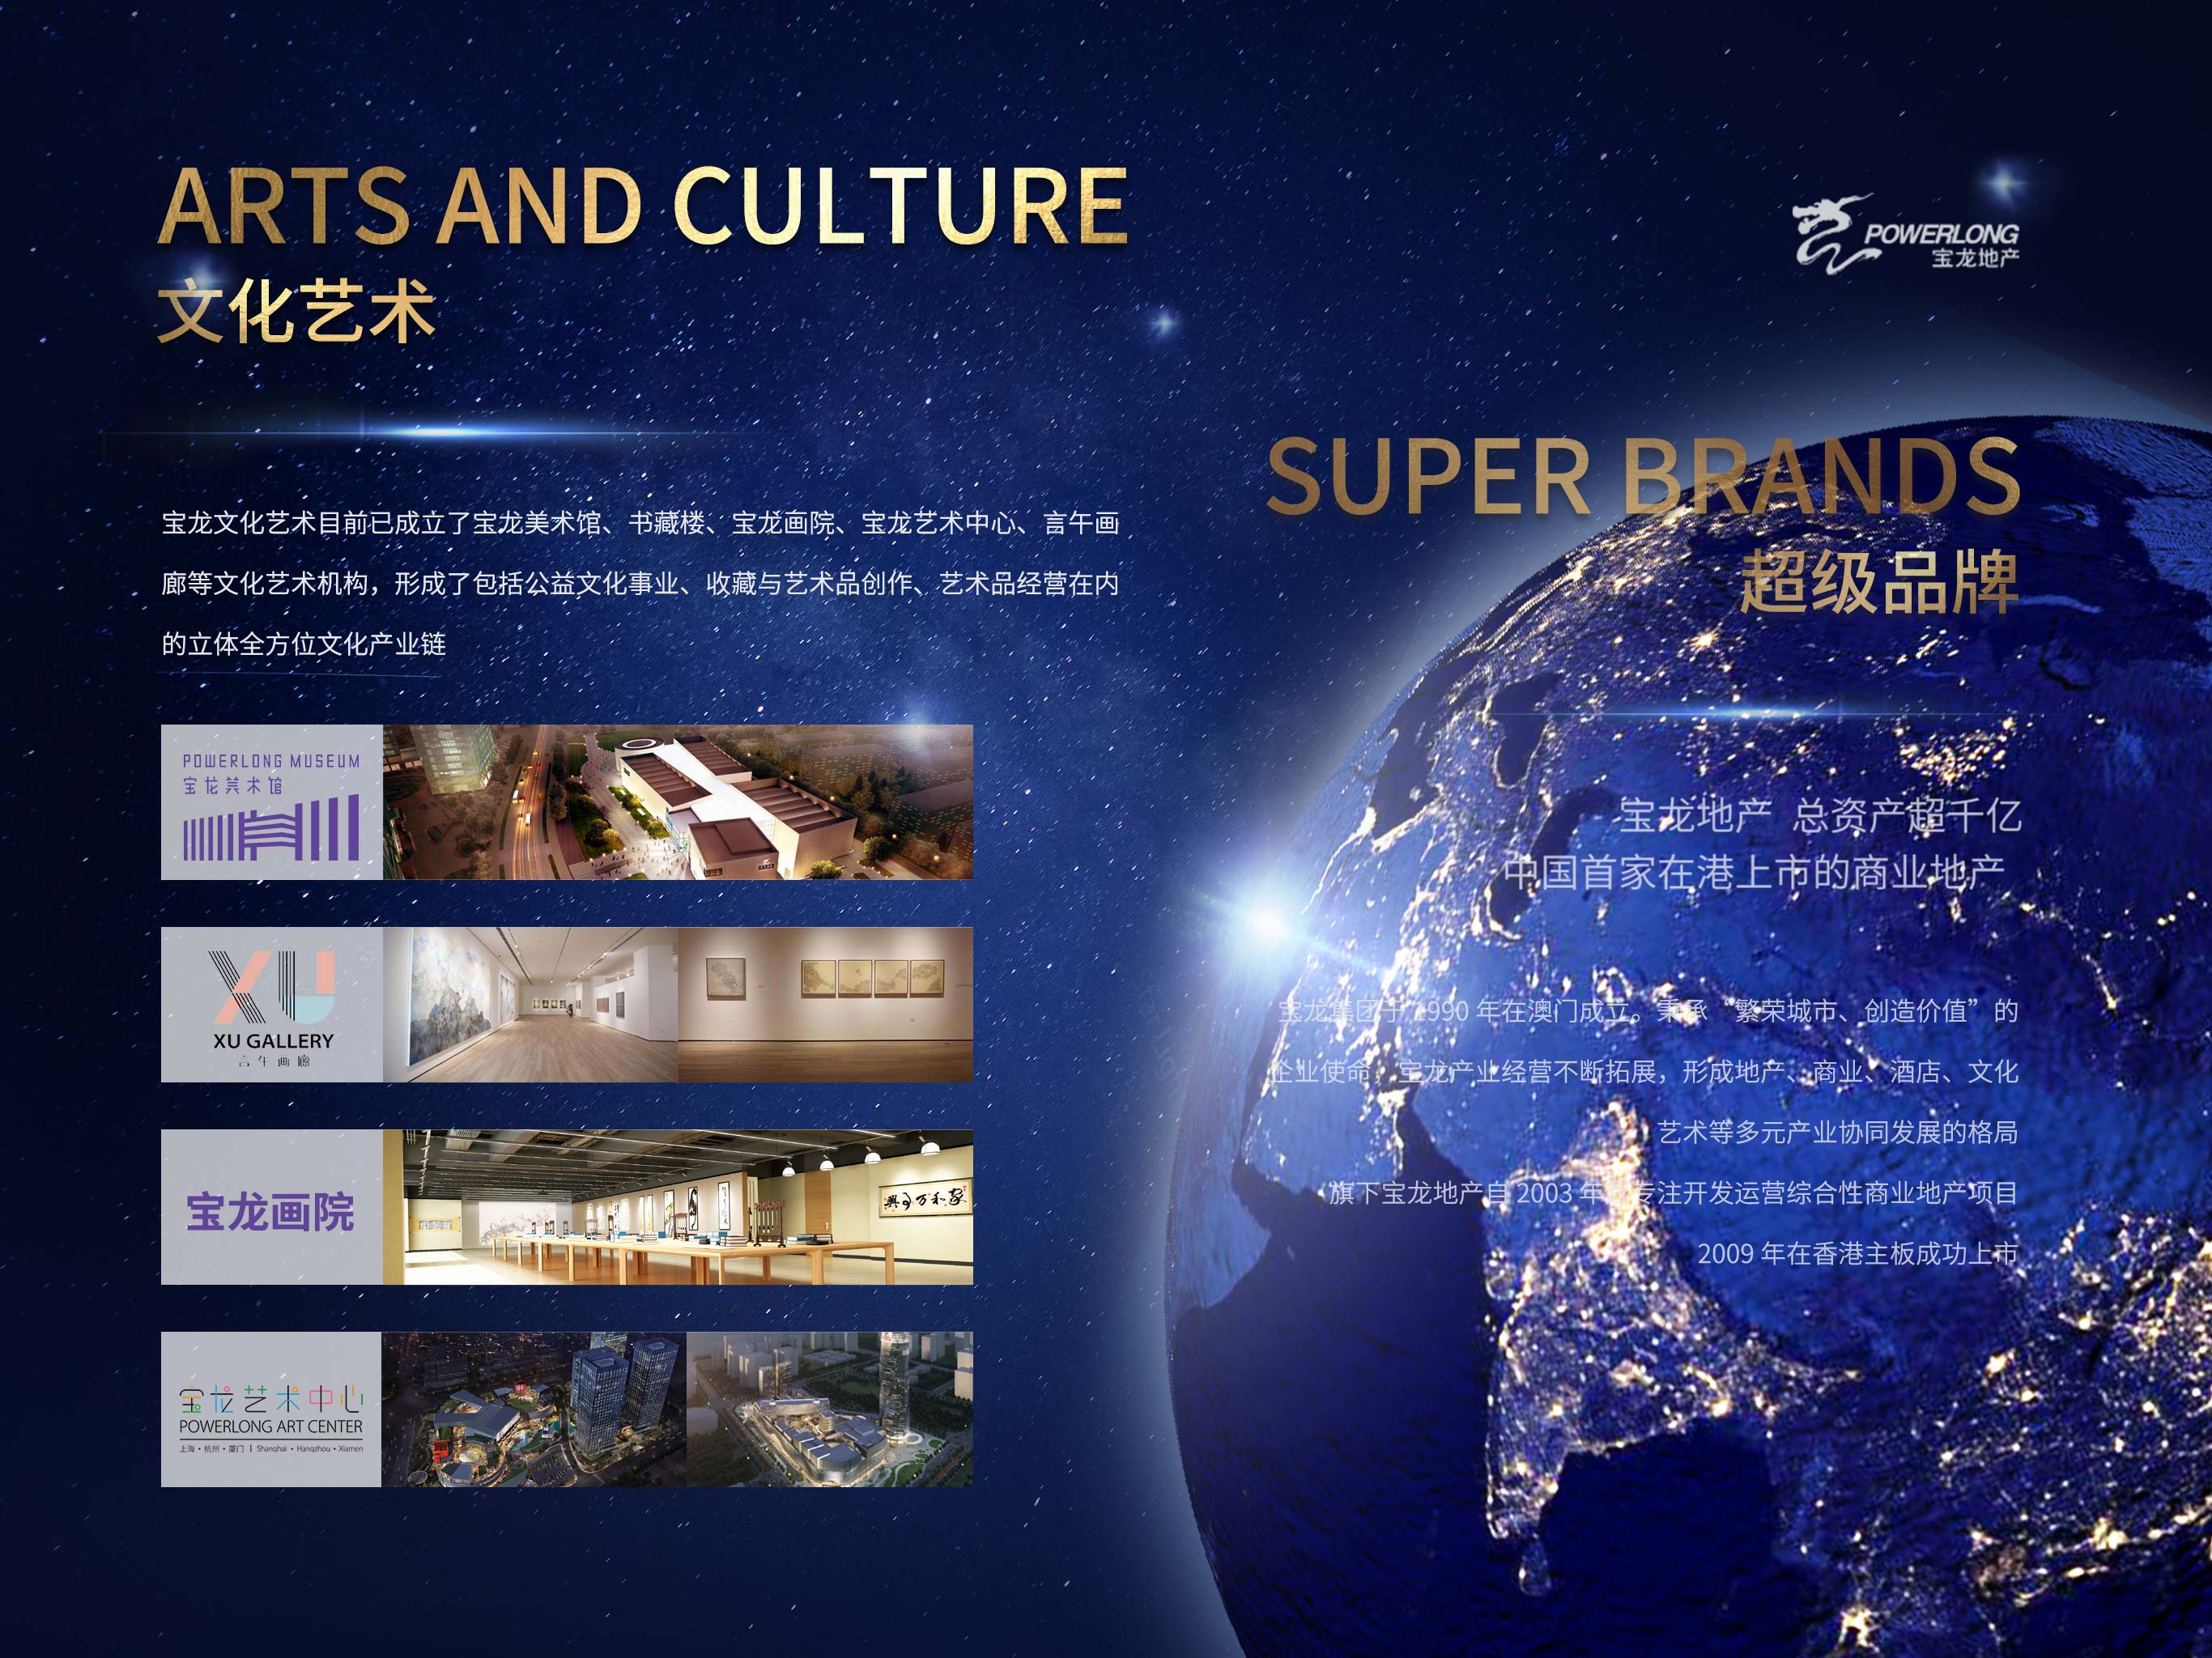 ARTS AND CULTURE
文化艺术
宝龙文化艺术目前已成立了宝龙美术馆、书藏楼、宝龙画院、宝龙艺术中心、言午画
廊等文化艺术机构，形成了包括公益文化事业、收藏与艺术品创作、艺术品经营在内
的立体全方位文化产业链
POWERLONG MUSEUM
宝龙美术馆
XU
XU GALLERY
言午画廊
宝龙画院
宝龙艺术中心
POWERLONG ART CENTER
上海·杭州·厦门 | Shanghai·Hangzhou·Xiamen
POWERLONG
宝龙地产
SUPER BRANDS
超级品牌
宝龙地产 总资产超千亿
中国首家在港上市的商业地产
宝龙集团于 1990 年在澳门成立。秉承“繁荣城市、创造价值”的
企业使命，宝龙产业经营不断拓展，形成地产、商业、酒店、文化
艺术等多元产业协同发展的格局
旗下宝龙地产自 2003 年 专注开发运营综合性商业地产项目
2009 年在香港主板成功上市